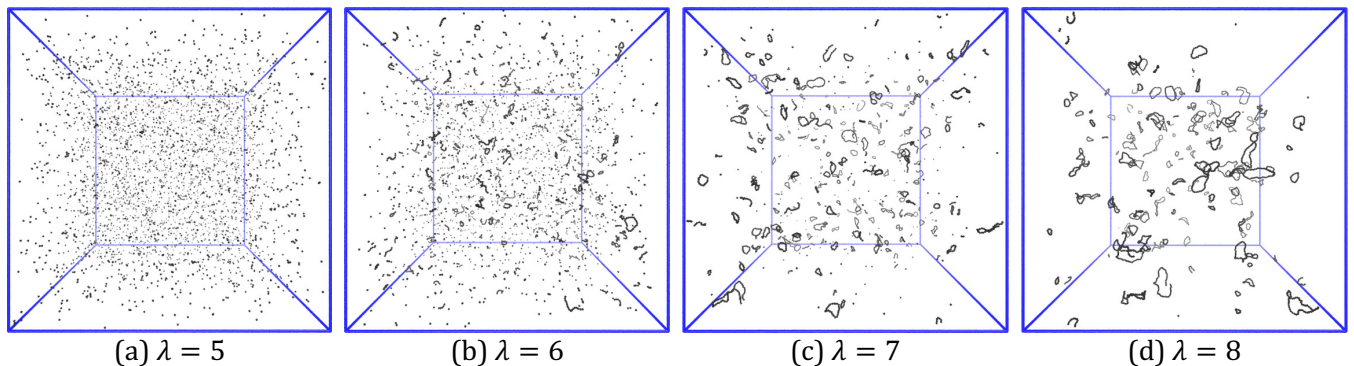 (a) λ = 5 (b) λ = 6 (c) λ = 7 (d) λ = 8